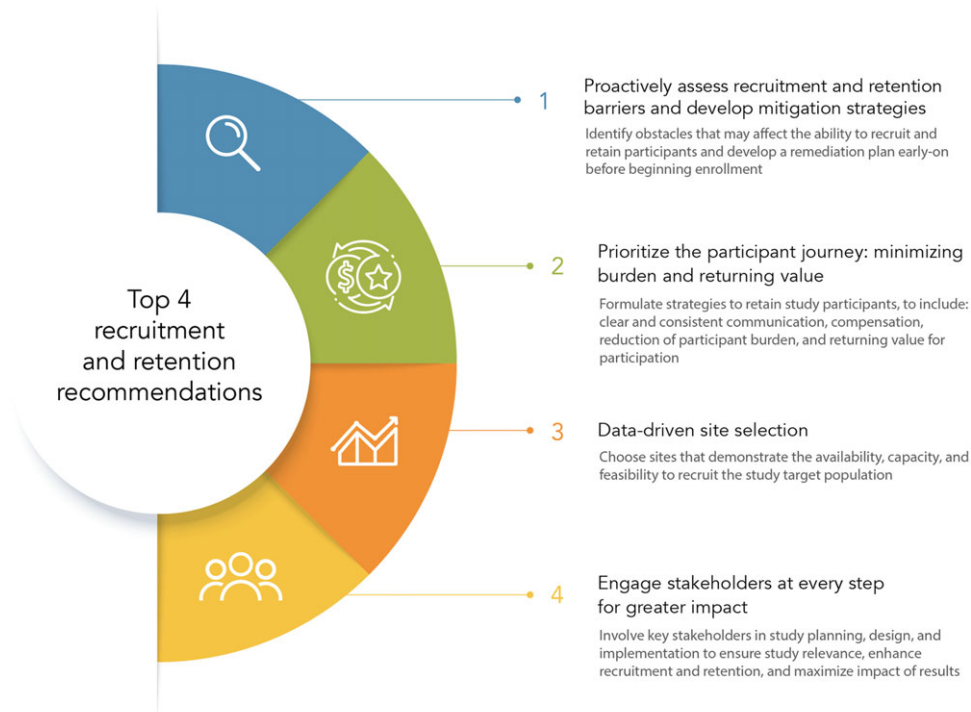 Top 4
recruitment
and retention
recommendations
1
Proactively assess recruitment and retention
barriers and develop mitigation strategies
Identify obstacles that may affect the ability to recruit and
retain participants and develop a remediation plan early-on
before beginning enrollment
2
Prioritize the participant journey: minimizing
burden and returning value
Formulate strategies to retain study participants, to include:
clear and consistent communication, compensation,
reduction of participant burden, and returning value for
participation
3
Data-driven site selection
Choose sites that demonstrate the availability, capacity, and
feasibility to recruit the study target population
4
Engage stakeholders at every step
for greater impact
Involve key stakeholders in study planning, design, and
implementation to ensure study relevance, enhance
recruitment and retention, and maximize impact of results